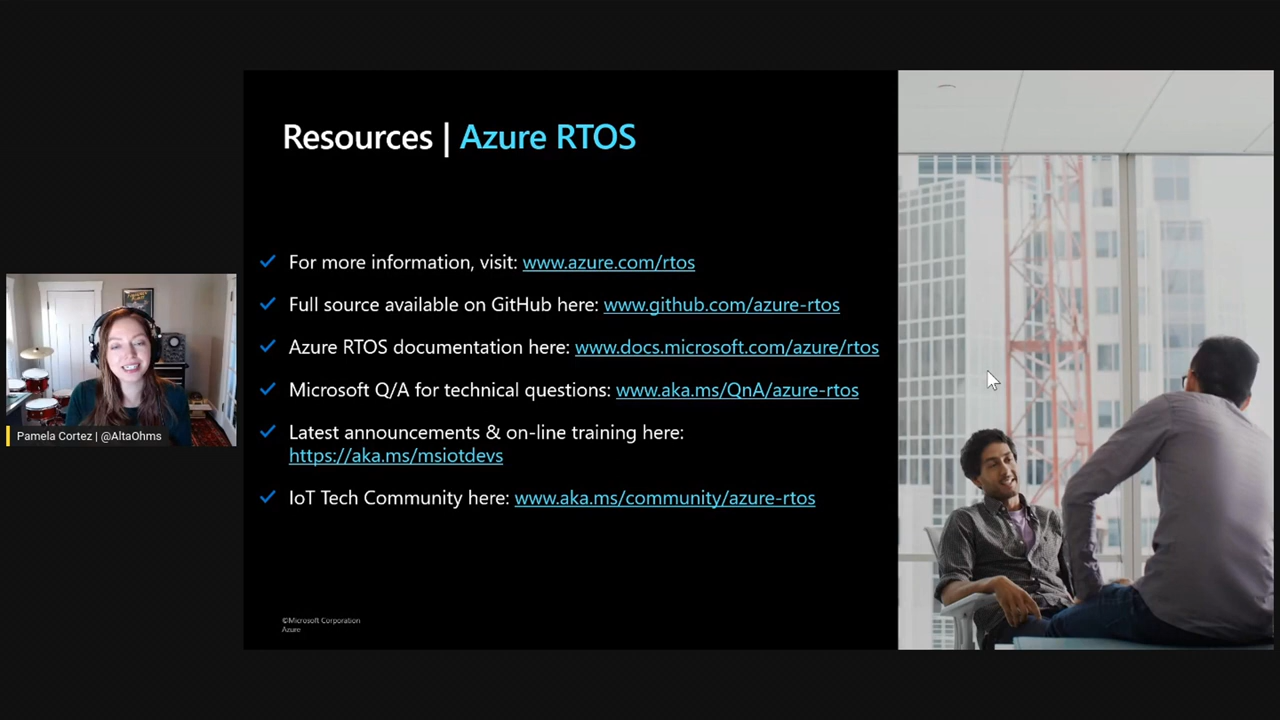 Resources | Azure RTOS
For more information, visit: www.azure.com/rtos
Full source available on GitHub here: www.github.com/azure-rtos
Azure RTOS documentation here: www.docs.microsoft.com/azure/rtos
Microsoft Q/A for technical questions: www.aka.ms/QnA/azure-rtos
Latest announcements & on-line training here:
https://aka.ms/msiotdevs
IoT Tech Community here: www.aka.ms/community/azure-rtos
©Microsoft Corporation
Azure
Pamela Cortez | @AltaOhms